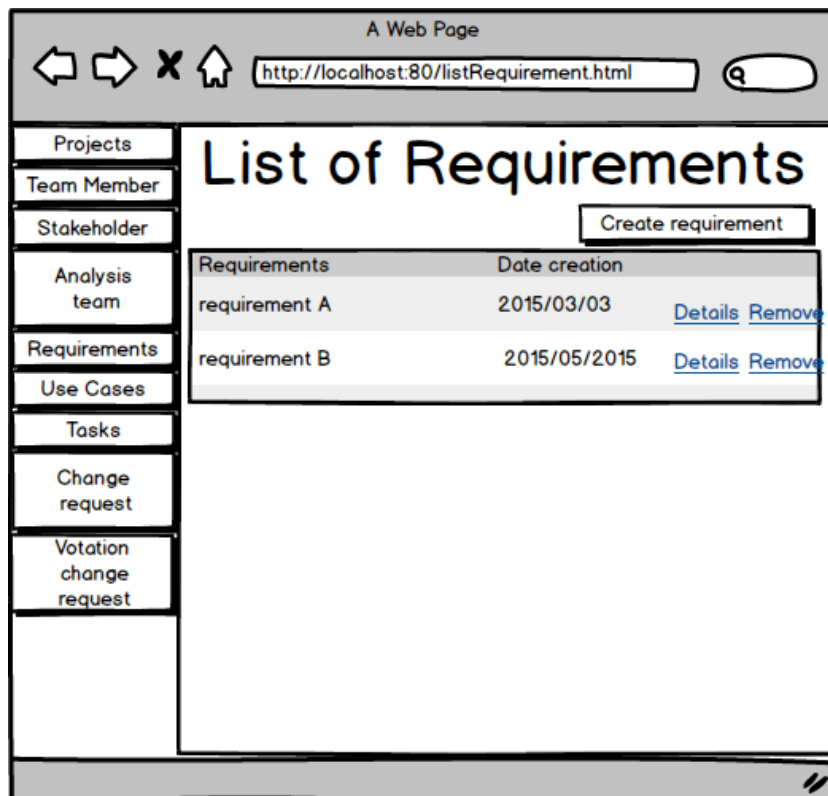 A Web Page
http://localhost:80/listRequirement.html
Projects
Team Member
Stakeholder
Analysis
team
Requirements
Use Cases
Tasks
Change
request
Votation
change
request
List of Requirements
Create requirement
Requirements Date creation
requirement A 2015/03/03 Details Remove
requirement B 2015/05/2015 Details Remove